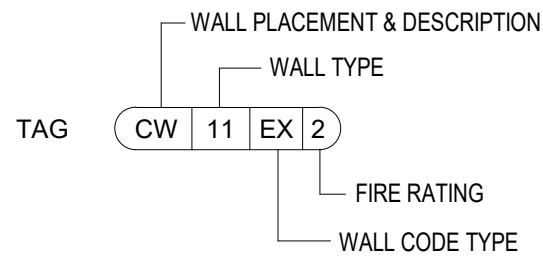 WALL PLACEMENT & DESCRIPTION
WALL TYPE
TAG CW 11 EX 2
FIRE RATING
WALL CODE TYPE